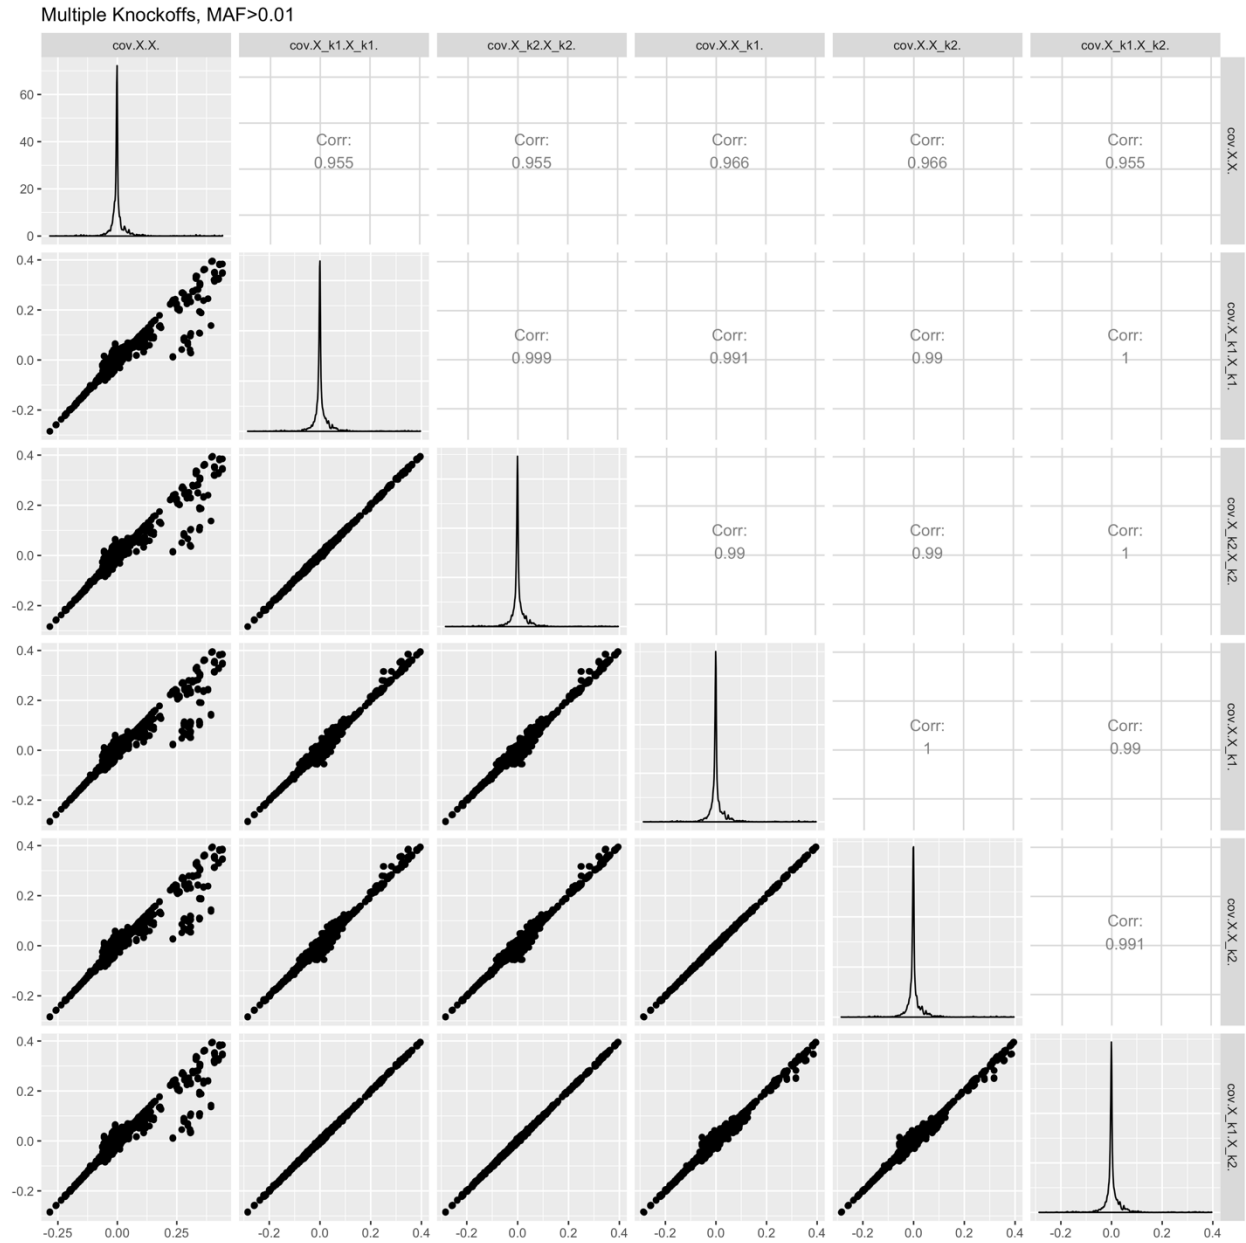 Multiple Knockoffs, MAF>0.01
cov.X.X.
cov.X_k1.X_k1.
cov.X_k2.X_k2.
cov.X.X_k1.
cov.X.X_k2.
cov.X_k1.X_k2.
60
40
20
0
Corr:
0.955
Corr:
0.955
Corr:
0.966
Corr:
0.966
Corr:
0.955
cov.X.X.
0.4
0.2
0.0
-0.2
Corr:
0.999
Corr:
0.991
Corr:
0.99
Corr:
1
cov.X_k1.X_k1.
0.4
0.2
0.0
-0.2
Corr:
0.99
Corr:
0.99
Corr:
1
cov.X_k2.X_k2.
0.4
0.2
0.0
-0.2
Corr:
1
Corr:
0.99
cov.X.X_k1.
0.4
0.2
0.0
-0.2
Corr:
0.991
cov.X.X_k2.
0.4
0.2
0.0
-0.2
cov.X_k1.X_k2.
-0.25 0.00 0.25
-0.2 0.0 0.2 0.4
-0.2 0.0 0.2 0.4
-0.2 0.0 0.2 0.4
-0.2 0.0 0.2 0.4
-0.2 0.0 0.2 0.4